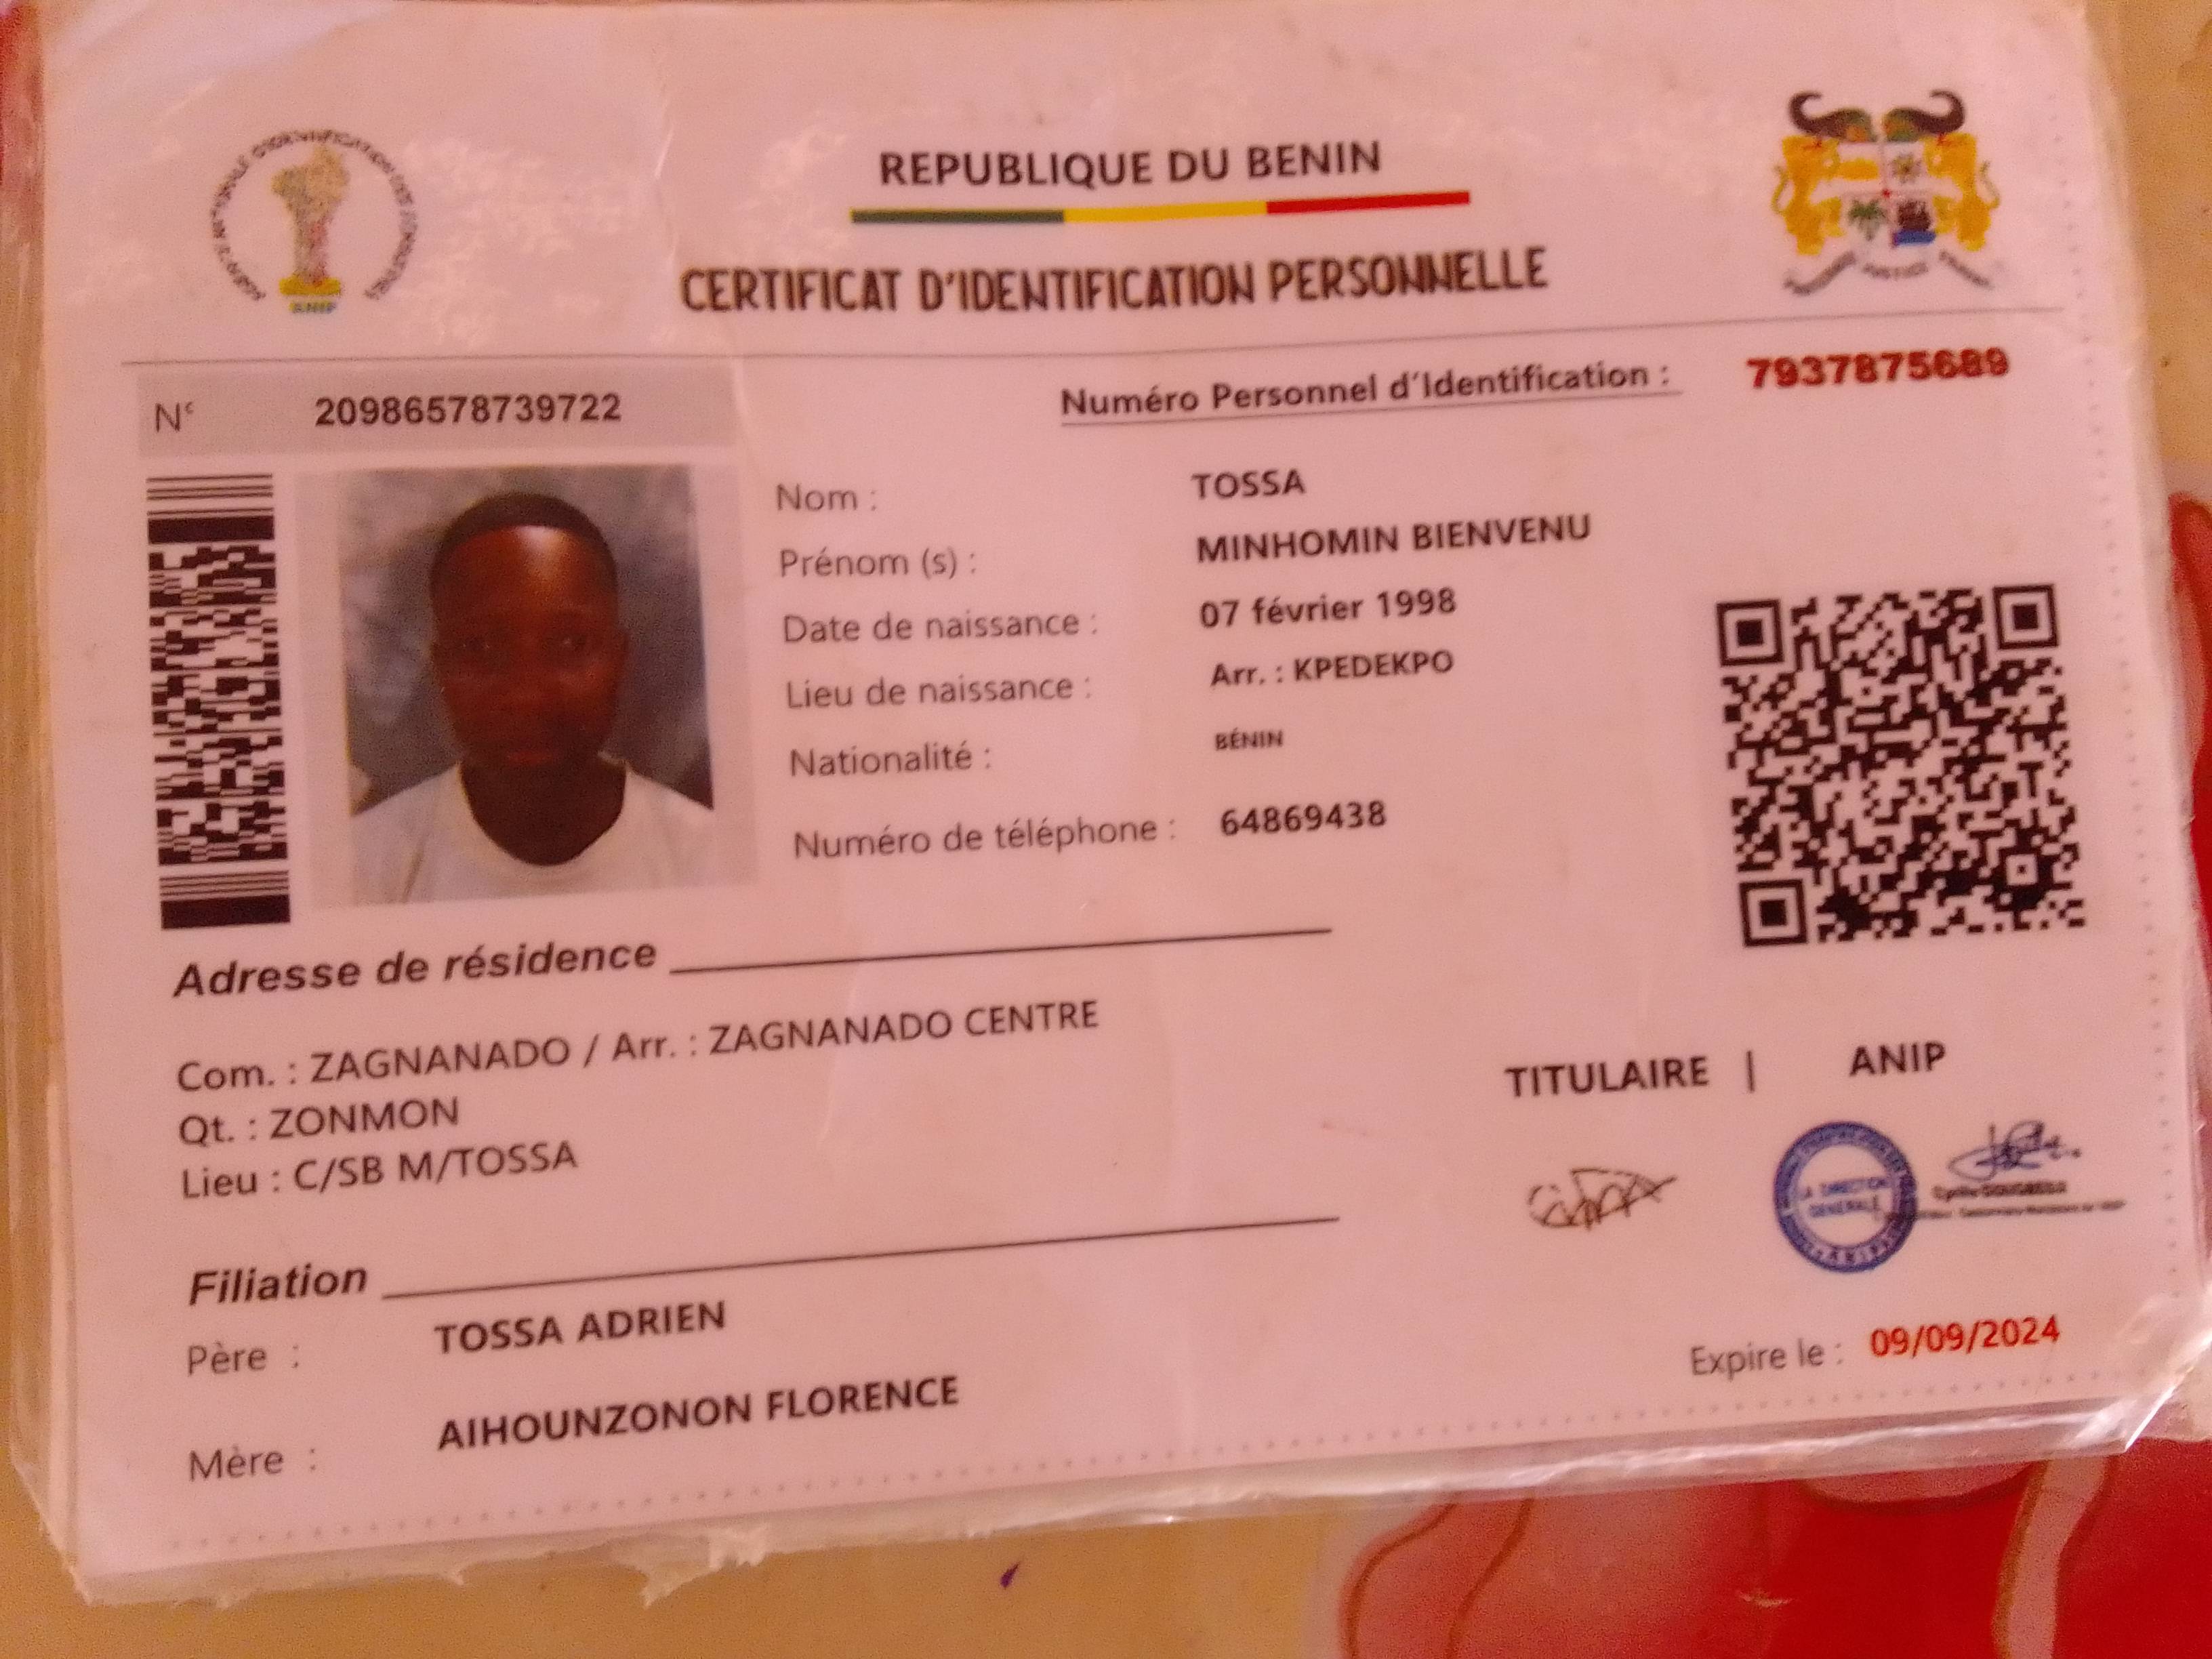 REPUBLIQUE DU BENIN
CERTIFICAT D'IDENTIFICATION PERSONNELLE
ANIP
N° 20986578739722
Numéro Personnel d'Identification : 7937875689
Nom : TOSSA
Prénom (s) : MINHOMIN BIENVENU
Date de naissance : 07 février 1998
Lieu de naissance : Arr. : KPEDEKPO
Nationalité : BÉNIN
Numéro de téléphone : 64869438
Adresse de résidence
Com. : ZAGNANADO / Arr. : ZAGNANADO CENTRE
Qt. : ZONMON
Lieu : C/SB M/TOSSA
TITULAIRE | ANIP
LA DIRECTION
GENERALE
Filiation
Père : TOSSA ADRIEN
Mère : AIHOUNZONON FLORENCE
Expire le : 09/09/2024